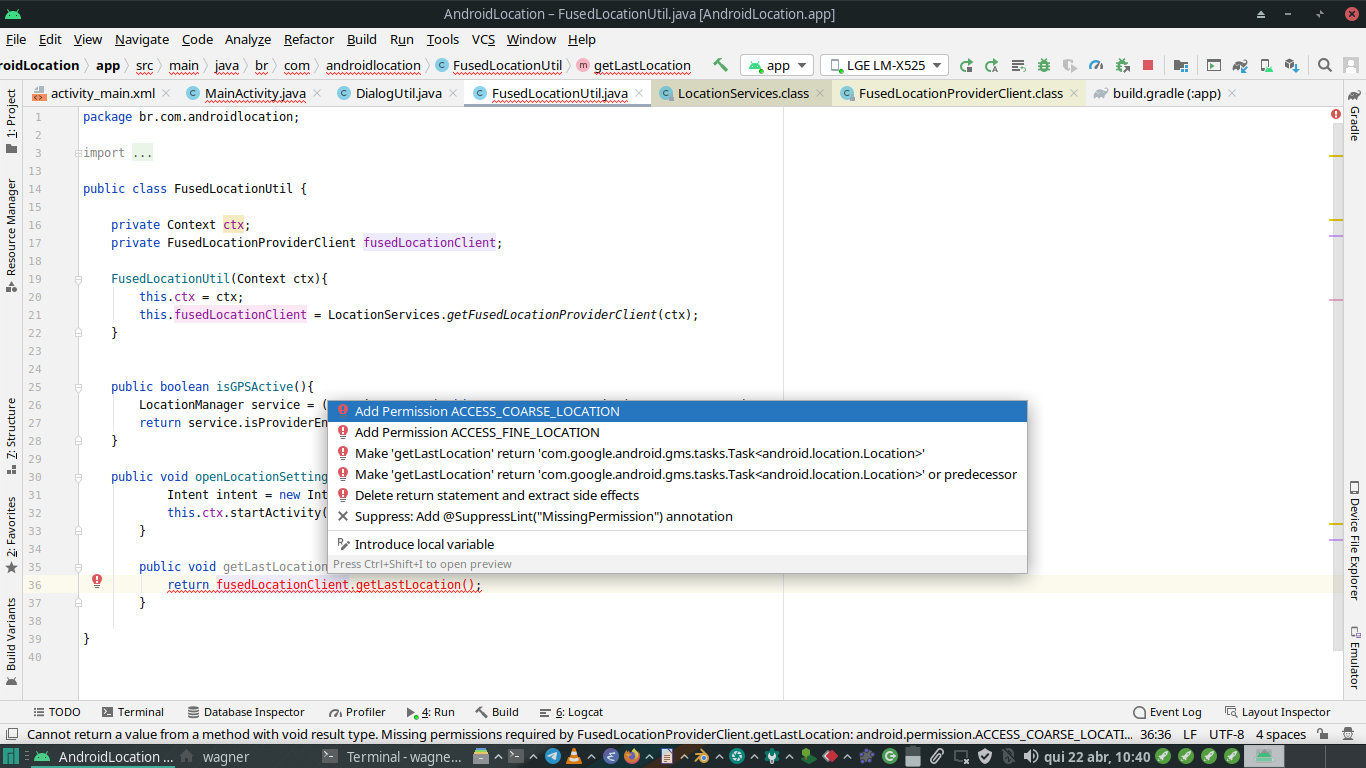 AndroidLocation – FusedLocationUtil.java [AndroidLocation.app]
File Edit View Navigate Code Analyze Refactor Build Run Tools VCS Window Help
roidLocation app src main java br com androidlocation FusedLocationUtil getLastLocation app LGE LM-X525
activity_main.xml MainActivity.java DialogUtil.java FusedLocationUtil.java LocationServices.class FusedLocationProviderClient.class build.gradle (:app)
1: Project
Resource Manager
7: Structure
2: Favorites
Build Variants
1 package br.com.androidlocation;
2
3 import ...
13
14 public class FusedLocationUtil {
15
16 private Context ctx;
17 private FusedLocationProviderClient fusedLocationClient;
18
19 FusedLocationUtil(Context ctx){
20 this.ctx = ctx;
21 this.fusedLocationClient = LocationServices.getFusedLocationProviderClient(ctx);
22 }
23
24
25 public boolean isGPSActive(){
26 LocationManager service = (
27 return service.isProviderEn
28 }
29
30 public void openLocationSetting
31 Intent intent = new Int
32 this.ctx.startActivity(
33 }
34
35 public void getLastLocation
36 return fusedLocationClient.getLastLocation();
37 }
38
39 }
40
Add Permission ACCESS_COARSE_LOCATION
Add Permission ACCESS_FINE_LOCATION
Make 'getLastLocation' return 'com.google.android.gms.tasks.Task<android.location.Location>'
Make 'getLastLocation' return 'com.google.android.gms.tasks.Task<android.location.Location>' or predecessor
Delete return statement and extract side effects
Suppress: Add @SuppressLint("MissingPermission") annotation
Introduce local variable
Press Ctrl+Shift+I to open preview
Gradle
Device File Explorer
Emulator
TODO Terminal Database Inspector Profiler 4: Run Build 6: Logcat Event Log Layout Inspector
Cannot return a value from a method with void result type. Missing permissions required by FusedLocationProviderClient.getLastLocation: android.permission.ACCESS_COARSE_LOCATI... 36:36 LF UTF-8 4 spaces
AndroidLocation ... wagner Terminal - wagne... qui 22 abr, 10:40